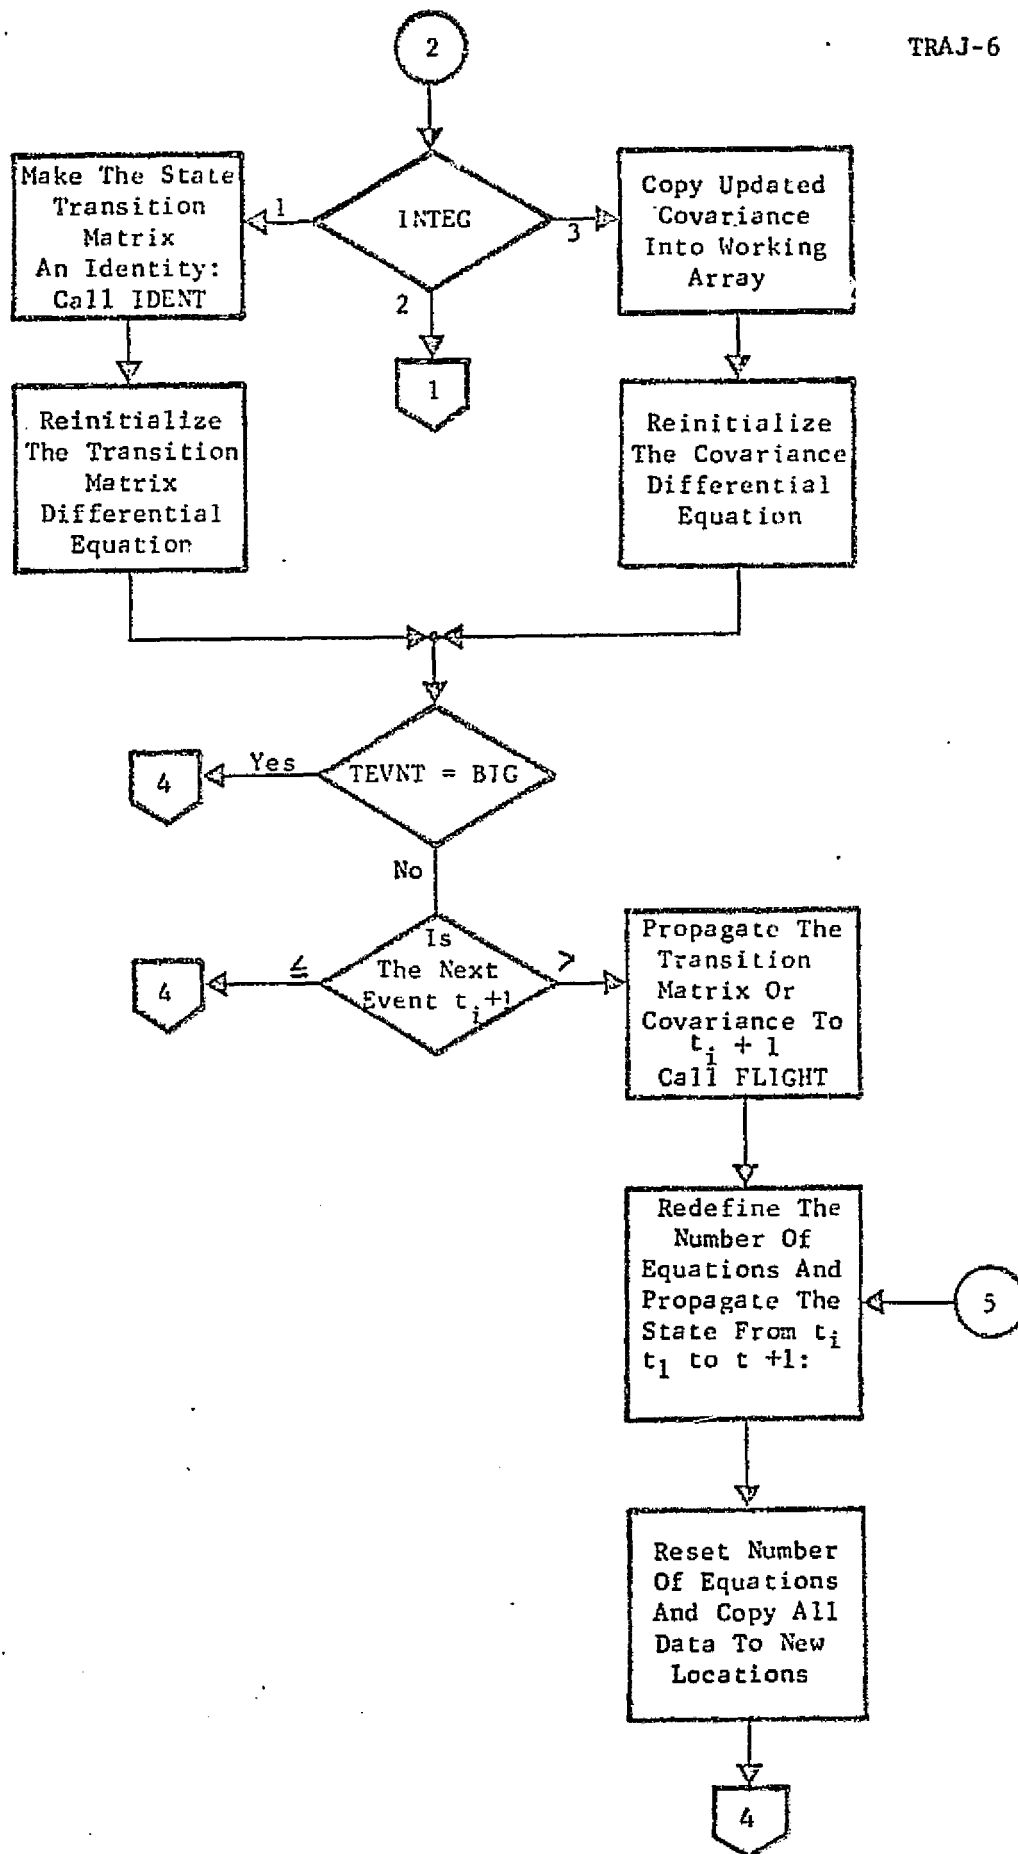 TRAJ-6
2
Make The State
Transition
Matrix
An Identity:
Call IDENT
1
INTEG
3
Copy Updated
Covariance
Into Working
Array
2
1
Reinitialize
The Transition
Matrix
Differential
Equation
Reinitialize
The Covariance
Differential
Equation
4
Yes
TEVNT = BIG
No
4
≤
Is
The Next
Event t_i+1
>
Propagate The
Transition
Matrix Or
Covariance To
t_i + 1
Call FLIGHT
Redefine The
Number Of
Equations And
Propagate The
State From t_i
t_1 to t +1:
5
Reset Number
Of Equations
And Copy All
Data To New
Locations
4